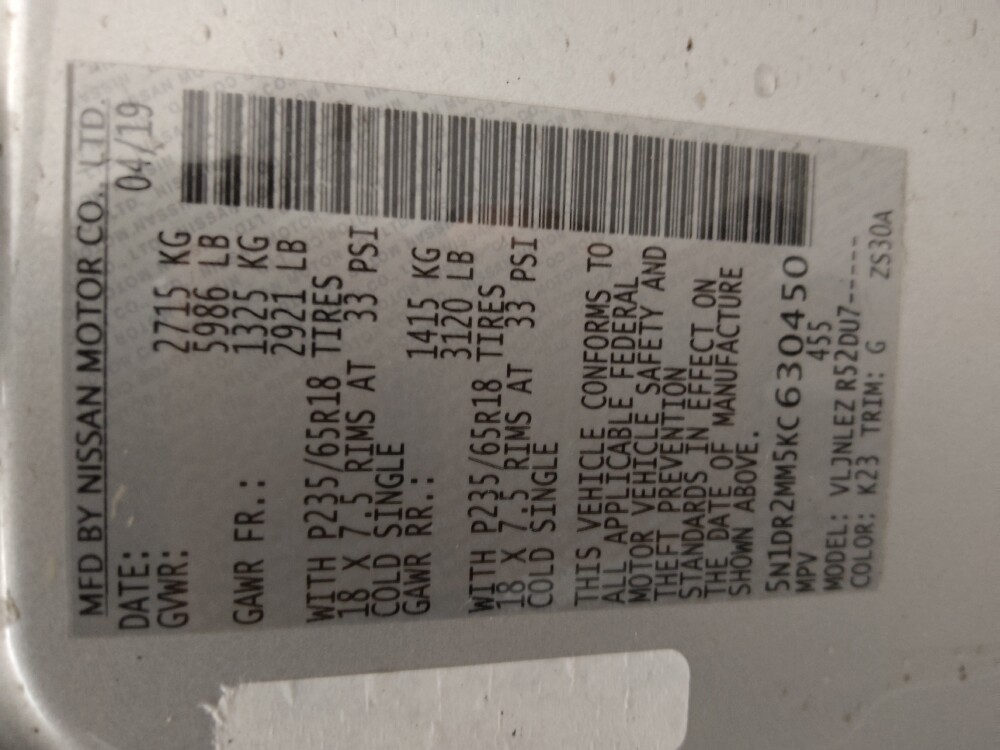 MFD BY NISSAN MOTOR CO., LTD.
DATE: 04/19
GVWR: 2715 KG
5986 LB
GAWR FR.: 1325 KG
2921 LB
WITH P235/65R18 TIRES
18 X 7.5 RIMS AT 33 PSI
COLD SINGLE
GAWR RR.: 1415 KG
3120 LB
WITH P235/65R18 TIRES
18 X 7.5 RIMS AT 33 PSI
COLD SINGLE
THIS VEHICLE CONFORMS TO
ALL APPLICABLE FEDERAL
MOTOR VEHICLE SAFETY AND
THEFT PREVENTION
STANDARDS IN EFFECT ON
THE DATE OF MANUFACTURE
SHOWN ABOVE.
5N1DR2MM5KC630450
MPV 455
MODEL: VLJNLEZ R52DU7-----
COLOR: K23 TRIM: G ZS30A